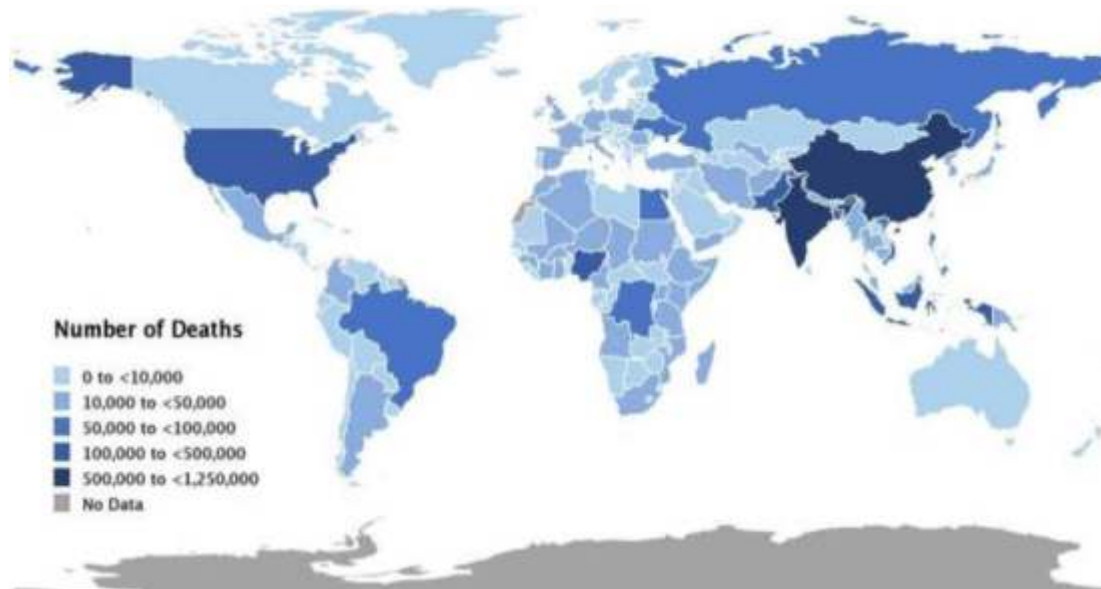 Number of Deaths
0 to <10,000
10,000 to <50,000
50,000 to <100,000
100,000 to <500,000
500,000 to <1,250,000
No Data